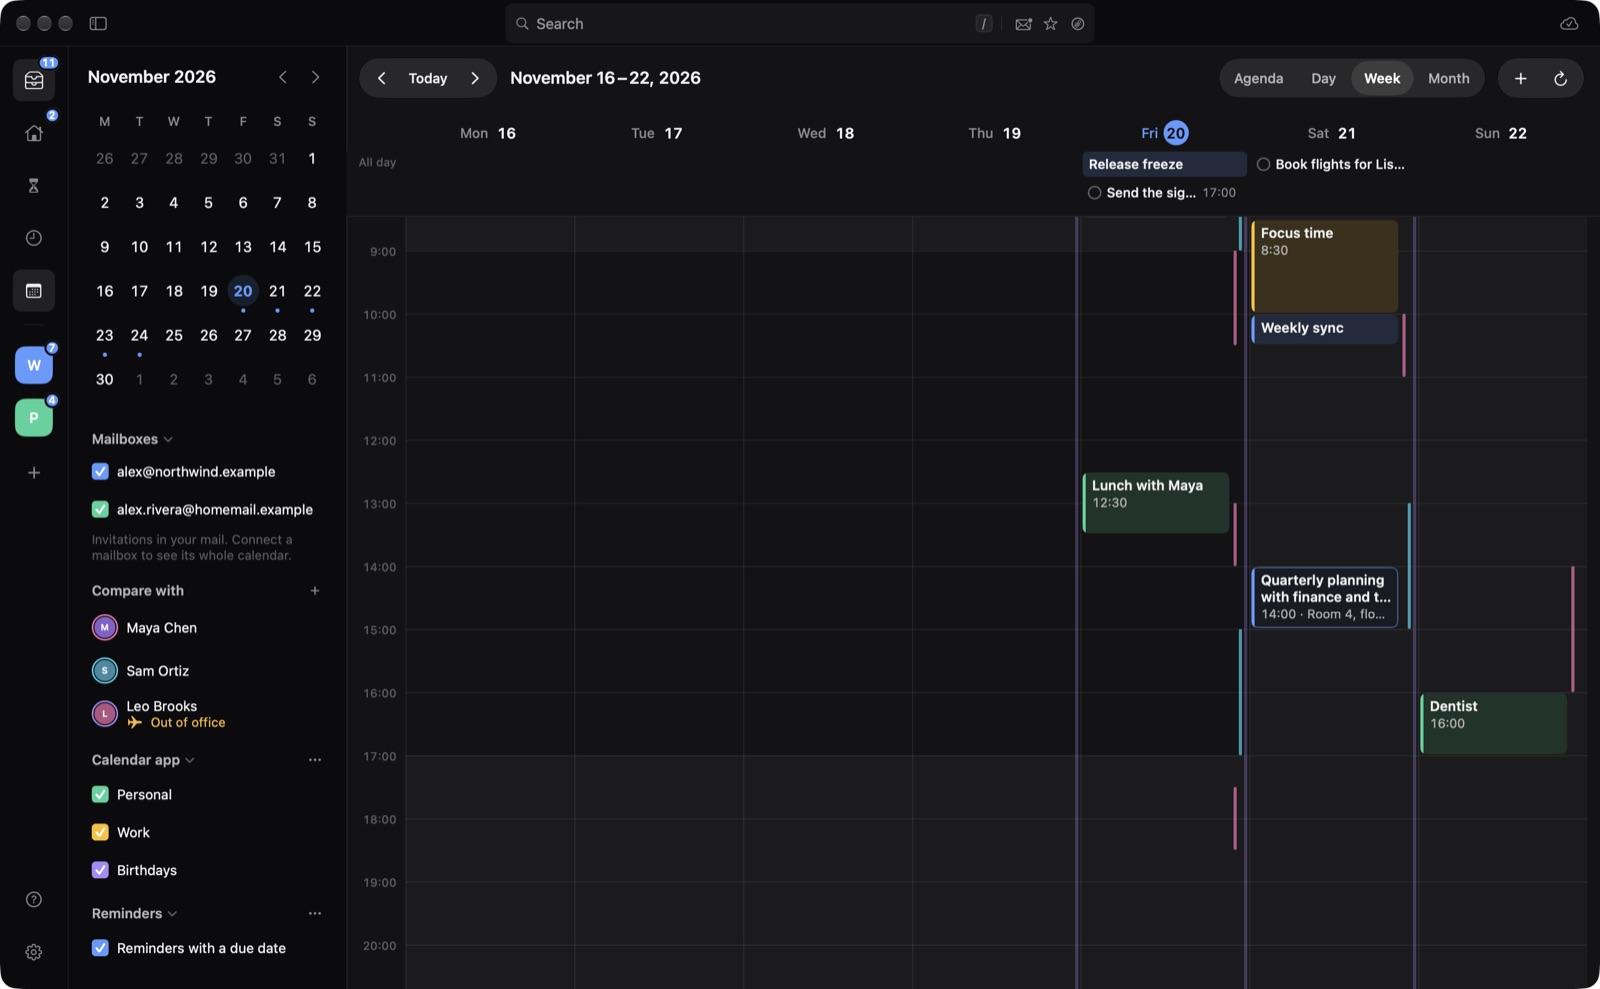 Search
/
11
2
W
7
P
4
November 2026
M T W T F S S
26 27 28 29 30 31 1
2 3 4 5 6 7 8
9 10 11 12 13 14 15
16 17 18 19 20 21 22
23 24 25 26 27 28 29
30 1 2 3 4 5 6
Mailboxes
alex@northwind.example
alex.rivera@homemail.example
Invitations in your mail. Connect a
mailbox to see its whole calendar.
Compare with
M Maya Chen
S Sam Ortiz
L Leo Brooks
Out of office
Calendar app
Personal
Work
Birthdays
Reminders
Reminders with a due date
Today
November 16–22, 2026
Agenda Day Week Month
Mon 16 Tue 17 Wed 18 Thu 19 Fri 20 Sat 21 Sun 22
All day
Release freeze
Book flights for Lis...
Send the sig... 17:00
9:00
10:00
11:00
12:00
13:00
14:00
15:00
16:00
17:00
18:00
19:00
20:00
Lunch with Maya
12:30
Focus time
8:30
Weekly sync
Quarterly planning
with finance and t...
14:00 · Room 4, flo...
Dentist
16:00